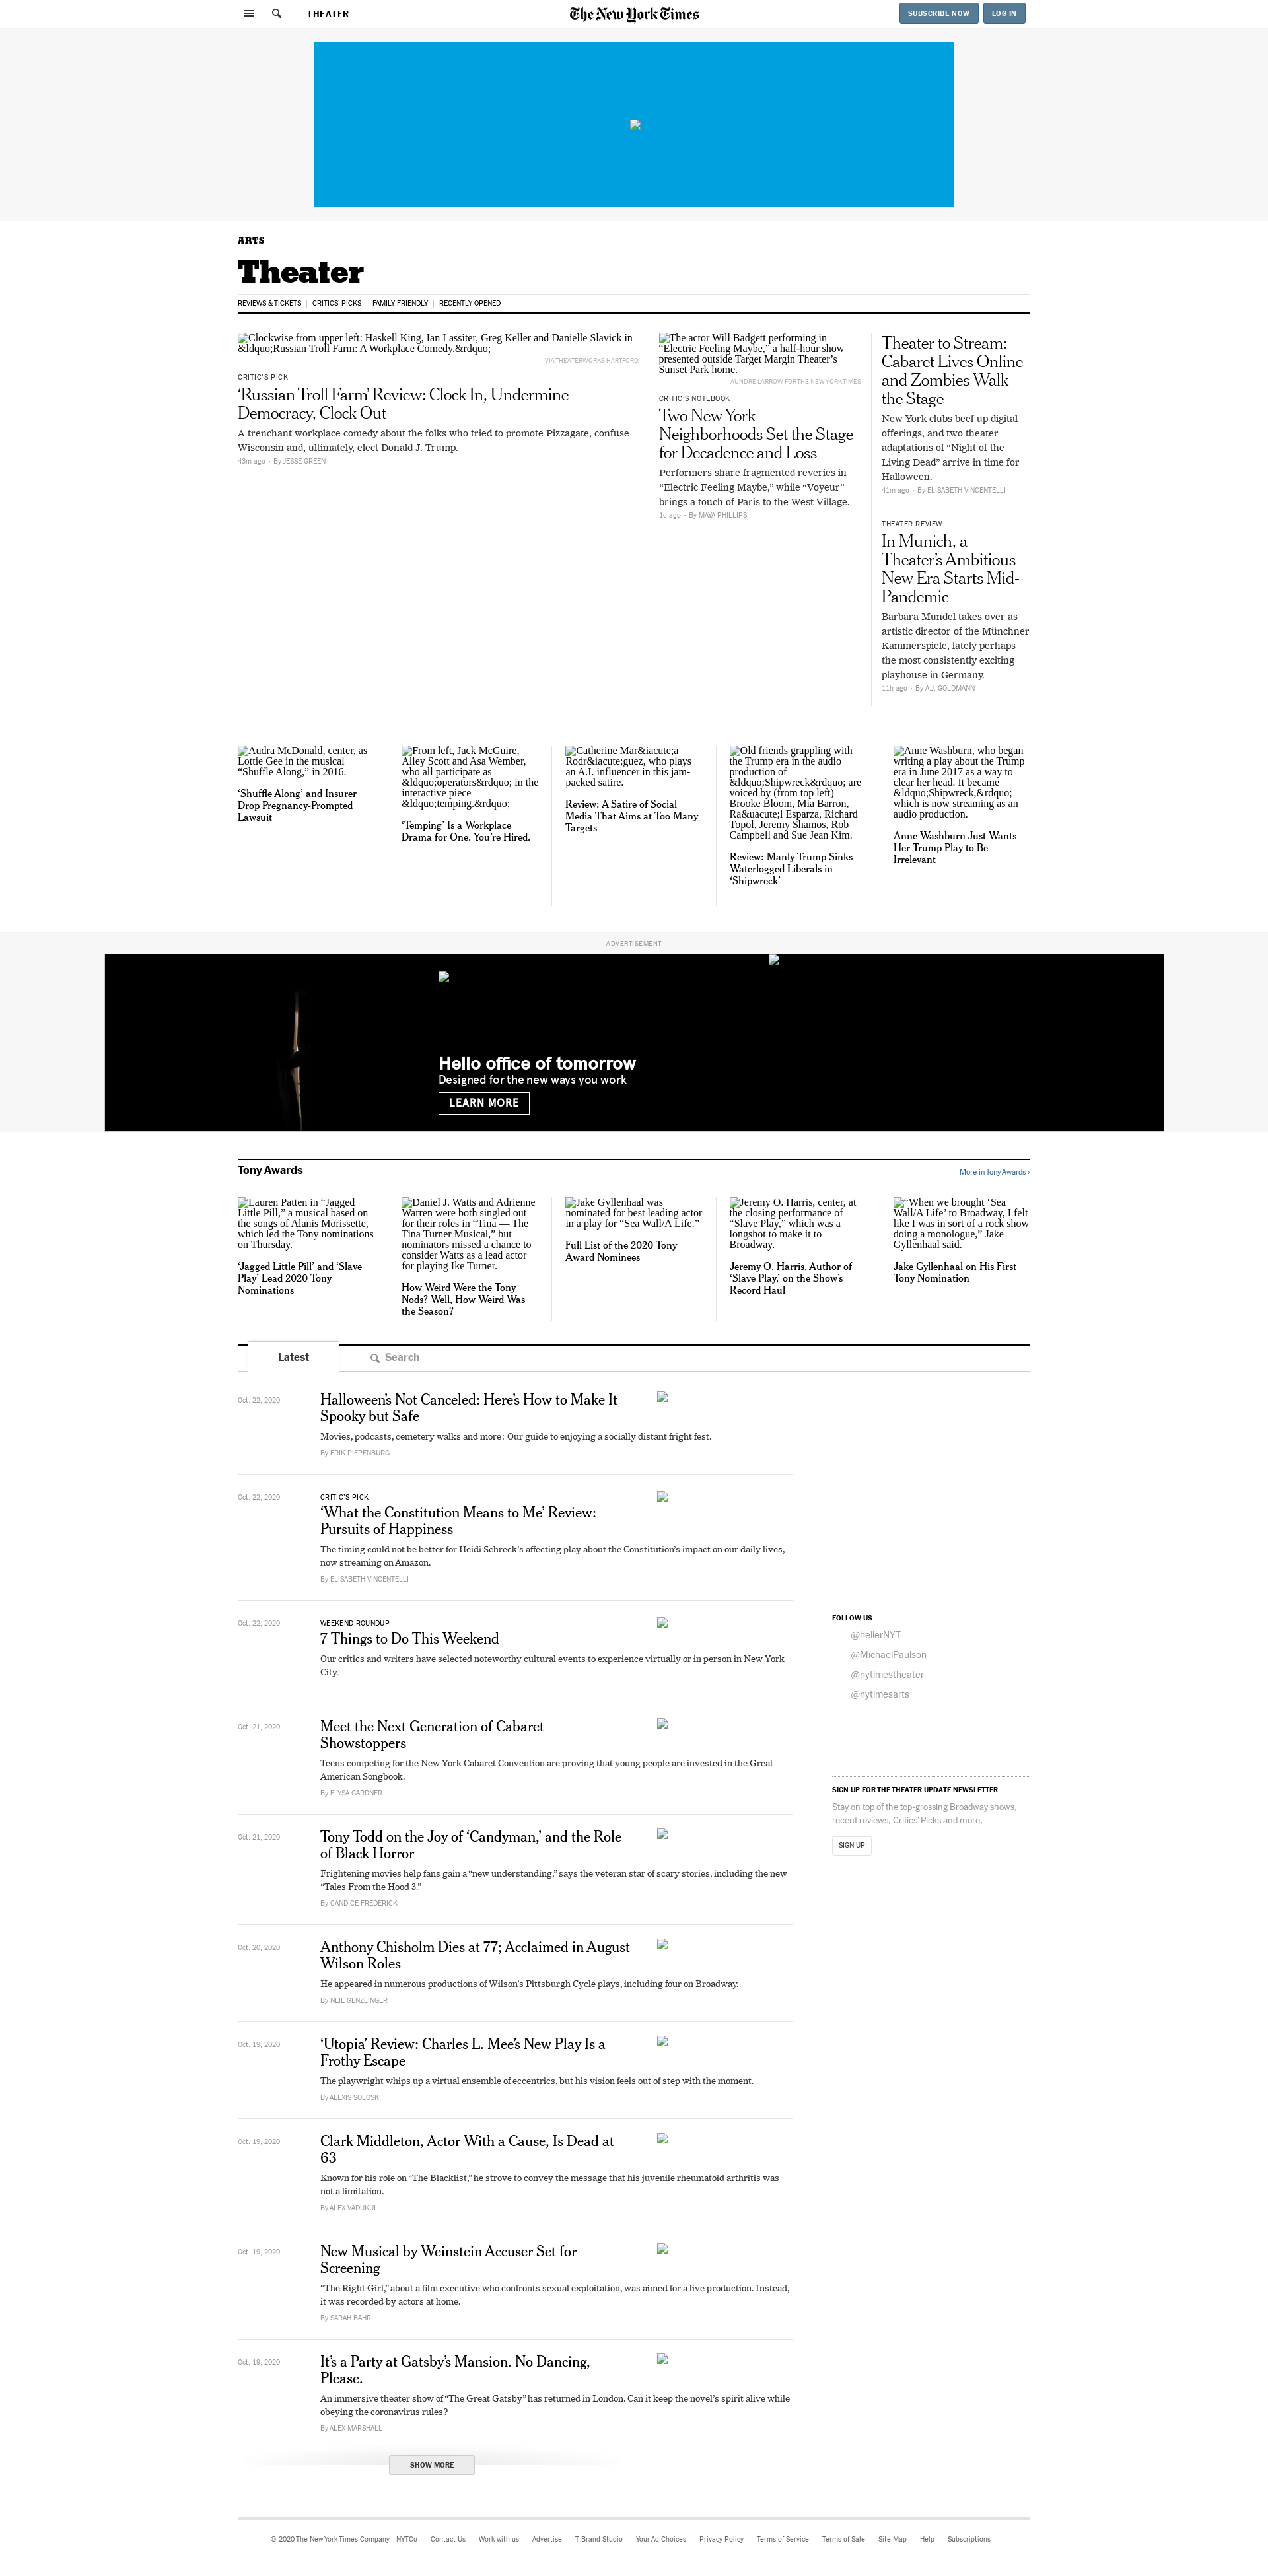 THEATER
The New York Times
SUBSCRIBE NOW
LOG IN
ARTS
Theater
REVIEWS & TICKETS
CRITICS' PICKS
FAMILY FRIENDLY
RECENTLY OPENED
Clockwise from upper left: Haskell King, Ian Lassiter, Greg Keller and Danielle Slavick in
&ldquo;Russian Troll Farm: A Workplace Comedy.&rdquo;
VIA THEATERWORKS HARTFORD
CRITIC'S PICK
‘Russian Troll Farm’ Review: Clock In, Undermine
Democracy, Clock Out
A trenchant workplace comedy about the folks who tried to promote Pizzagate, confuse
Wisconsin and, ultimately, elect Donald J. Trump.
43m ago • By JESSE GREEN
The actor Will Badgett performing in
“Electric Feeling Maybe,” a half-hour show
presented outside Target Margin Theater’s
Sunset Park home.
AUNDRE LARROW FOR THE NEW YORK TIMES
CRITIC’S NOTEBOOK
Two New York
Neighborhoods Set the Stage
for Decadence and Loss
Performers share fragmented reveries in
“Electric Feeling Maybe,” while “Voyeur”
brings a touch of Paris to the West Village.
1d ago • By MAYA PHILLIPS
Theater to Stream:
Cabaret Lives Online
and Zombies Walk
the Stage
New York clubs beef up digital
offerings, and two theater
adaptations of “Night of the
Living Dead” arrive in time for
Halloween.
41m ago • By ELISABETH VINCENTELLI
THEATER REVIEW
In Munich, a
Theater’s Ambitious
New Era Starts Mid-
Pandemic
Barbara Mundel takes over as
artistic director of the Münchner
Kammerspiele, lately perhaps
the most consistently exciting
playhouse in Germany.
11h ago • By A.J. GOLDMANN
Audra McDonald, center, as
Lottie Gee in the musical
“Shuffle Along,” in 2016.
‘Shuffle Along’ and Insurer
Drop Pregnancy-Prompted
Lawsuit
From left, Jack McGuire,
Alley Scott and Asa Wember,
who all participate as
&ldquo;operators&rdquo; in the
interactive piece
&ldquo;temping.&rdquo;
‘Temping’ Is a Workplace
Drama for One. You’re Hired.
Catherine Mar&iacute;a
Rodr&iacute;guez, who plays
an A.I. influencer in this jam-
packed satire.
Review: A Satire of Social
Media That Aims at Too Many
Targets
Old friends grappling with
the Trump era in the audio
production of
&ldquo;Shipwreck&rdquo; are
voiced by (from top left)
Brooke Bloom, Mia Barron,
Ra&uacute;l Esparza, Richard
Topol, Jeremy Shamos, Rob
Campbell and Sue Jean Kim.
Review: Manly Trump Sinks
Waterlogged Liberals in
‘Shipwreck’
Anne Washburn, who began
writing a play about the Trump
era in June 2017 as a way to
clear her head. It became
&ldquo;Shipwreck,&rdquo;
which is now streaming as an
audio production.
Anne Washburn Just Wants
Her Trump Play to Be
Irrelevant
ADVERTISEMENT
Hello office of tomorrow
Designed for the new ways you work
LEARN MORE
Tony Awards
More in Tony Awards ›
Lauren Patten in “Jagged
Little Pill,” a musical based on
the songs of Alanis Morissette,
which led the Tony nominations
on Thursday.
‘Jagged Little Pill’ and ‘Slave
Play’ Lead 2020 Tony
Nominations
Daniel J. Watts and Adrienne
Warren were both singled out
for their roles in “Tina — The
Tina Turner Musical,” but
nominators missed a chance to
consider Watts as a lead actor
for playing Ike Turner.
How Weird Were the Tony
Nods? Well, How Weird Was
the Season?
Jake Gyllenhaal was
nominated for best leading actor
in a play for “Sea Wall/A Life.”
Full List of the 2020 Tony
Award Nominees
Jeremy O. Harris, center, at
the closing performance of
“Slave Play,” which was a
longshot to make it to
Broadway.
Jeremy O. Harris, Author of
‘Slave Play,’ on the Show’s
Record Haul
“When we brought ‘Sea
Wall/A Life’ to Broadway, I felt
like I was in sort of a rock show
doing a monologue,” Jake
Gyllenhaal said.
Jake Gyllenhaal on His First
Tony Nomination
Latest
Search
Oct. 22, 2020
Halloween’s Not Canceled: Here’s How to Make It
Spooky but Safe
Movies, podcasts, cemetery walks and more: Our guide to enjoying a socially distant fright fest.
By ERIK PIEPENBURG
Oct. 22, 2020
CRITIC’S PICK
‘What the Constitution Means to Me’ Review:
Pursuits of Happiness
The timing could not be better for Heidi Schreck’s affecting play about the Constitution’s impact on our daily lives,
now streaming on Amazon.
By ELISABETH VINCENTELLI
Oct. 22, 2020
WEEKEND ROUNDUP
7 Things to Do This Weekend
Our critics and writers have selected noteworthy cultural events to experience virtually or in person in New York
City.
Oct. 21, 2020
Meet the Next Generation of Cabaret
Showstoppers
Teens competing for the New York Cabaret Convention are proving that young people are invested in the Great
American Songbook.
By ELYSA GARDNER
Oct. 21, 2020
Tony Todd on the Joy of ‘Candyman,’ and the Role
of Black Horror
Frightening movies help fans gain a “new understanding,” says the veteran star of scary stories, including the new
“Tales From the Hood 3.”
By CANDICE FREDERICK
Oct. 20, 2020
Anthony Chisholm Dies at 77; Acclaimed in August
Wilson Roles
He appeared in numerous productions of Wilson’s Pittsburgh Cycle plays, including four on Broadway.
By NEIL GENZLINGER
Oct. 19, 2020
‘Utopia’ Review: Charles L. Mee’s New Play Is a
Frothy Escape
The playwright whips up a virtual ensemble of eccentrics, but his vision feels out of step with the moment.
By ALEXIS SOLOSKI
Oct. 19, 2020
Clark Middleton, Actor With a Cause, Is Dead at
63
Known for his role on “The Blacklist,” he strove to convey the message that his juvenile rheumatoid arthritis was
not a limitation.
By ALEX VADUKUL
Oct. 19, 2020
New Musical by Weinstein Accuser Set for
Screening
“The Right Girl,” about a film executive who confronts sexual exploitation, was aimed for a live production. Instead,
it was recorded by actors at home.
By SARAH BAHR
Oct. 19, 2020
It’s a Party at Gatsby’s Mansion. No Dancing,
Please.
An immersive theater show of “The Great Gatsby” has returned in London. Can it keep the novel’s spirit alive while
obeying the coronavirus rules?
By ALEX MARSHALL
SHOW MORE
FOLLOW US
@hellerNYT
@MichaelPaulson
@nytimestheater
@nytimesarts
SIGN UP FOR THE THEATER UPDATE NEWSLETTER
Stay on top of the top-grossing Broadway shows,
recent reviews, Critics’ Picks and more.
SIGN UP
© 2020 The New York Times Company
NYTCo
Contact Us
Work with us
Advertise
T Brand Studio
Your Ad Choices
Privacy Policy
Terms of Service
Terms of Sale
Site Map
Help
Subscriptions